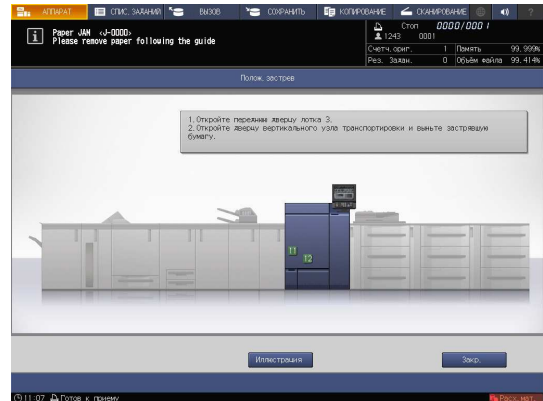 АППАРАТ СПИС. ЗАДАНИЙ ВЫЗОВ СОХРАНИТЬ КОПИРОВАНИЕ СКАНИРОВАНИЕ ?
Paper JAM <J-0000>
Please remove paper following the guide
Стоп 0000/0001
1243 0001
Счетч.ориг. 1 Память 99.999%
Рез. Задан. 0 Объём файла 99.414%
Полож. застрев
1.Откройте переднюю дверцу лотка 3.
2.Откройте дверцу вертикального узла транспортировки и выньте застрявшую
бумагу.
11
12
Иллюстрация Закр.
11:07 Готов к приему Расх.мат.